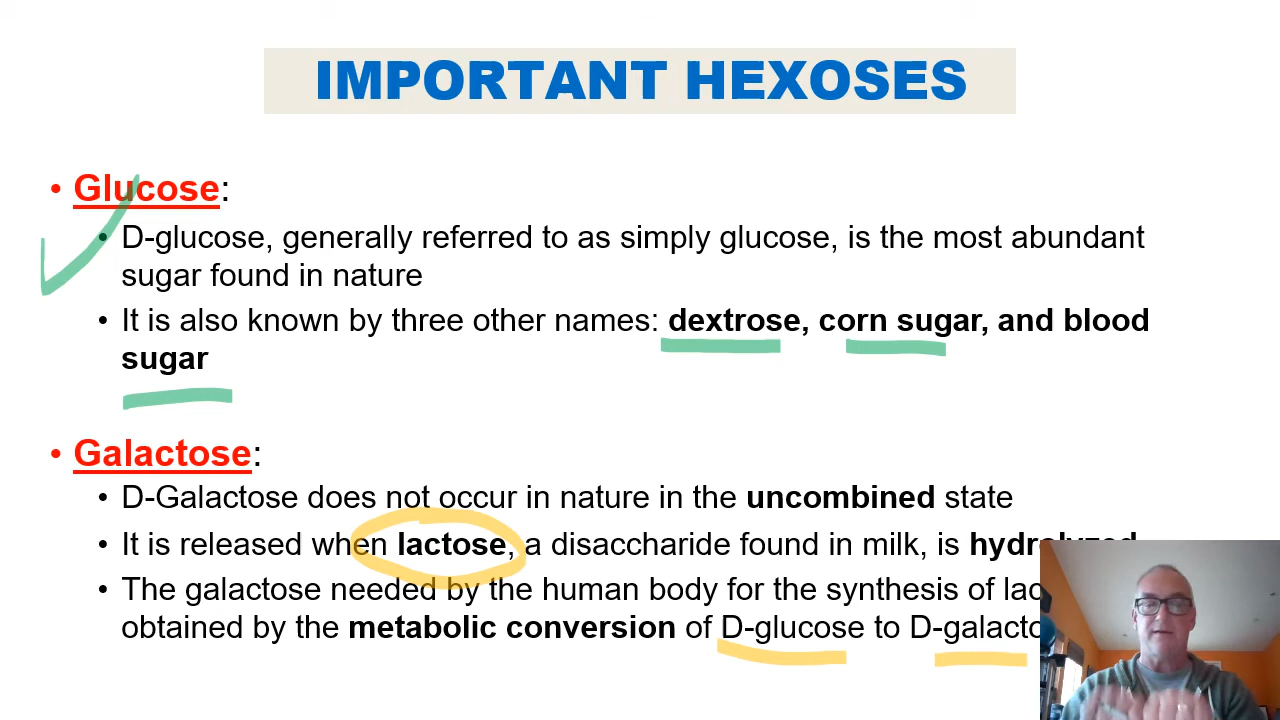 IMPORTANT HEXOSES
• Glucose:
• D-glucose, generally referred to as simply glucose, is the most abundant
sugar found in nature
• It is also known by three other names: dextrose, corn sugar, and blood
sugar
• Galactose:
• D-Galactose does not occur in nature in the uncombined state
• It is released when lactose, a disaccharide found in milk, is hydrolyzed
• The galactose needed by the human body for the synthesis of
obtained by the metabolic conversion of D-glucose to